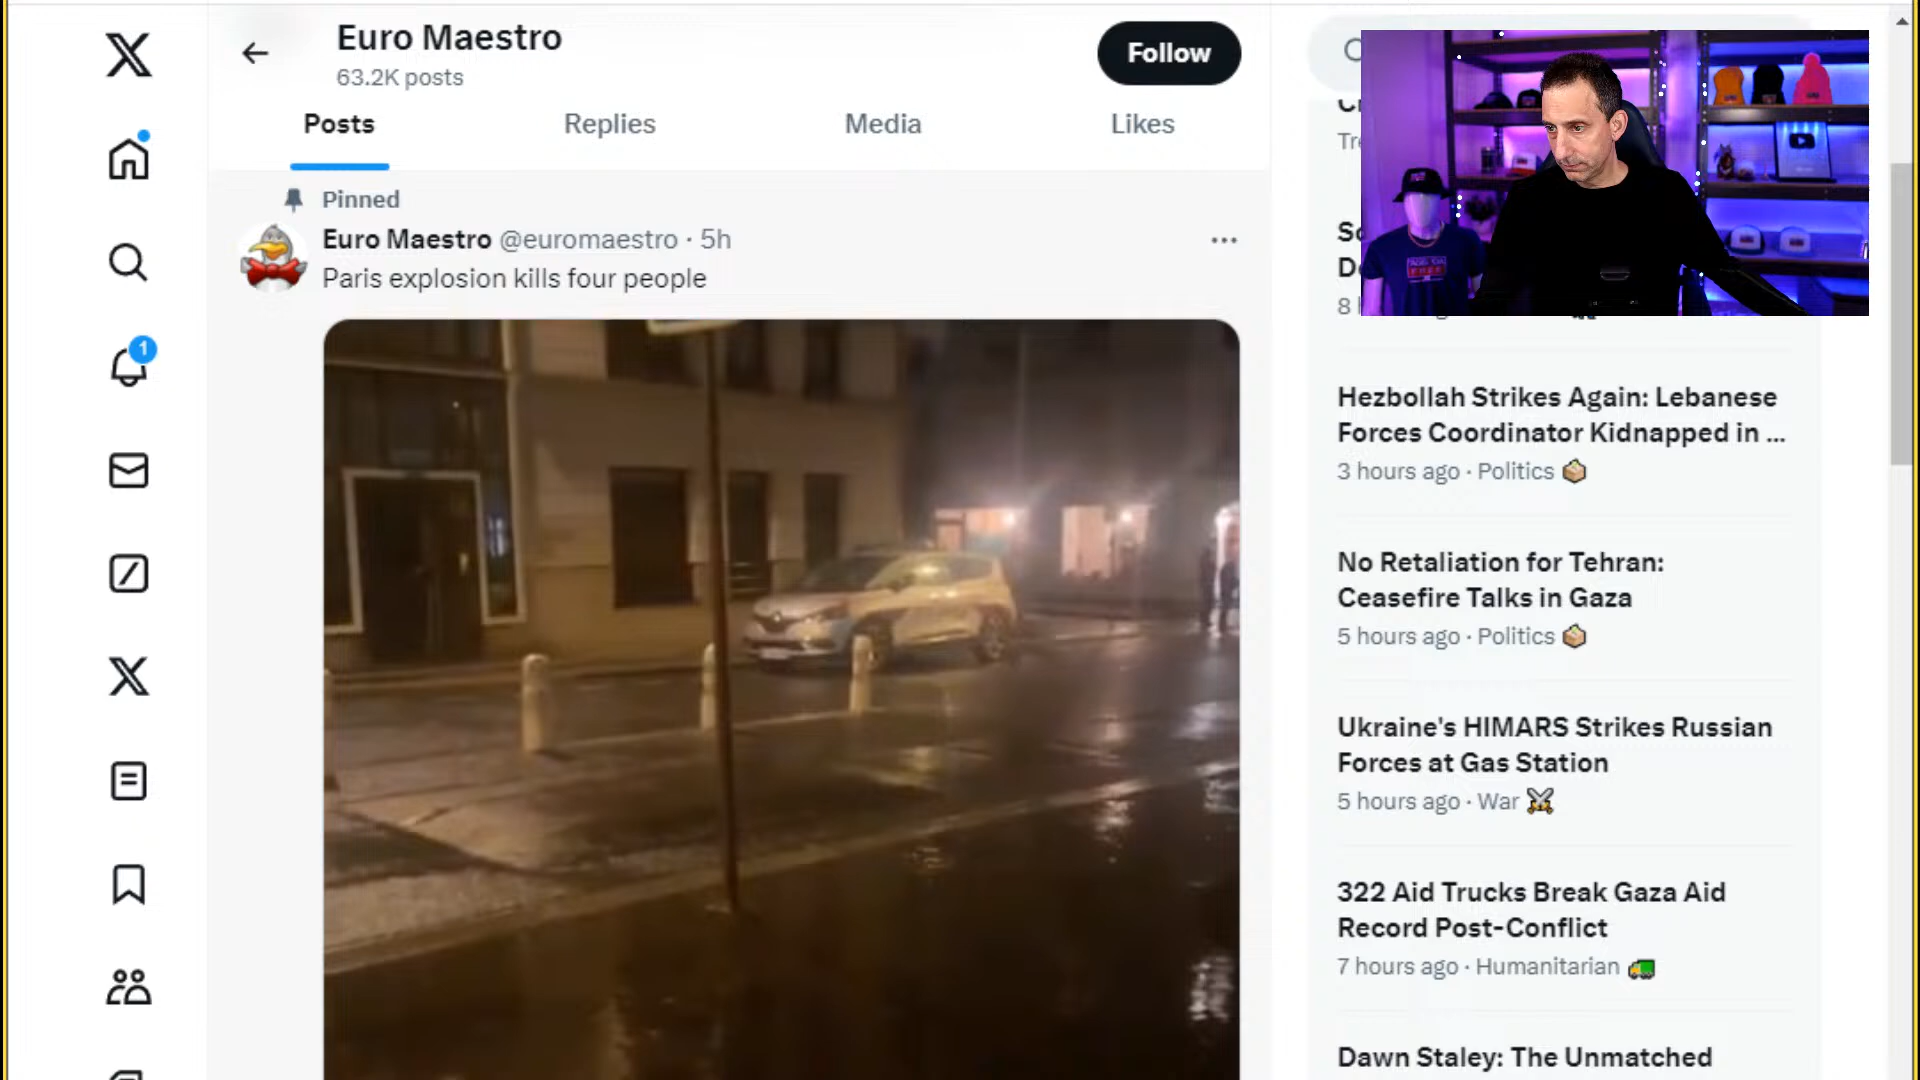 Euro Maestro
63.2K posts
Follow
Posts
Replies
Media
Likes
Pinned
Euro Maestro @euromaestro · 5h
Paris explosion kills four people
1
Hezbollah Strikes Again: Lebanese
Forces Coordinator Kidnapped in ...
3 hours ago · Politics
No Retaliation for Tehran:
Ceasefire Talks in Gaza
5 hours ago · Politics
Ukraine's HIMARS Strikes Russian
Forces at Gas Station
5 hours ago · War
322 Aid Trucks Break Gaza Aid
Record Post-Conflict
7 hours ago · Humanitarian
Dawn Staley: The Unmatched